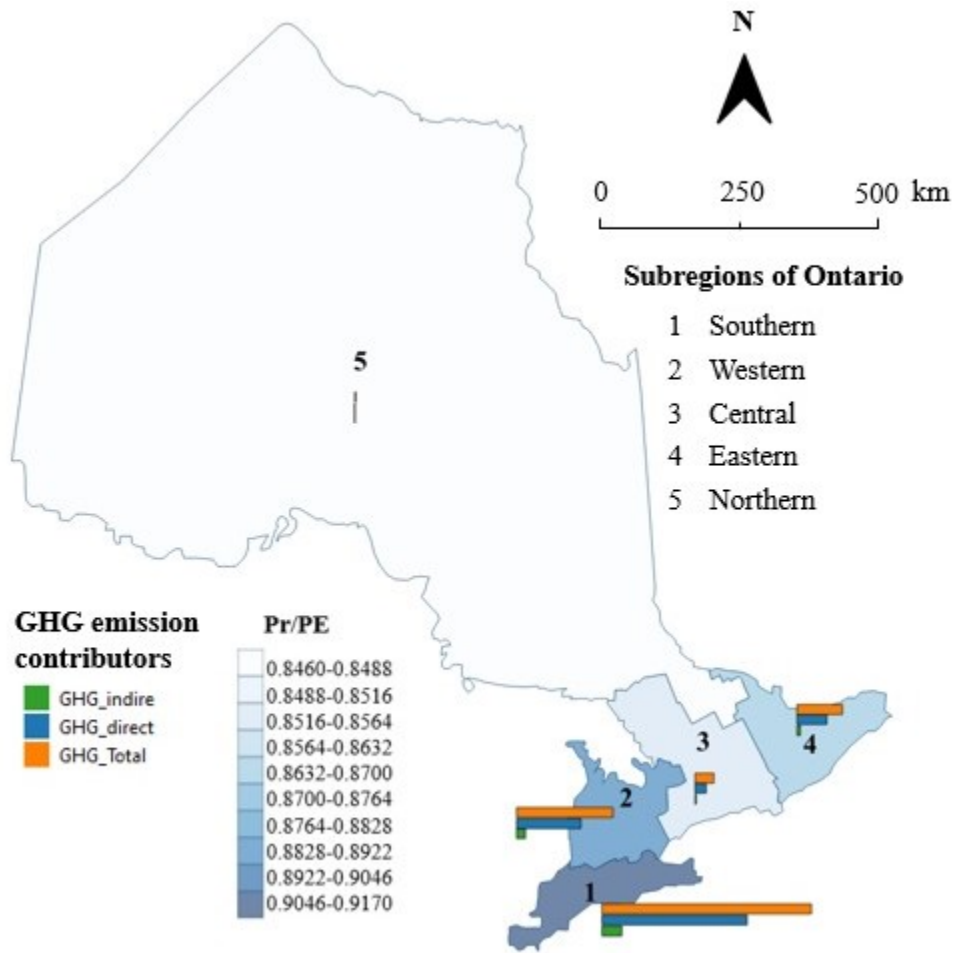 N
0 250 500 km
Subregions of Ontario
1 Southern
2 Western
3 Central
4 Eastern
5 Northern
5
GHG emission
contributors
GHG_indire
GHG_direct
GHG_Total
Pr/PE
0.8460-0.8488
0.8488-0.8516
0.8516-0.8564
0.8564-0.8632
0.8632-0.8700
0.8700-0.8764
0.8764-0.8828
0.8828-0.8922
0.8922-0.9046
0.9046-0.9170
3
4
2
1